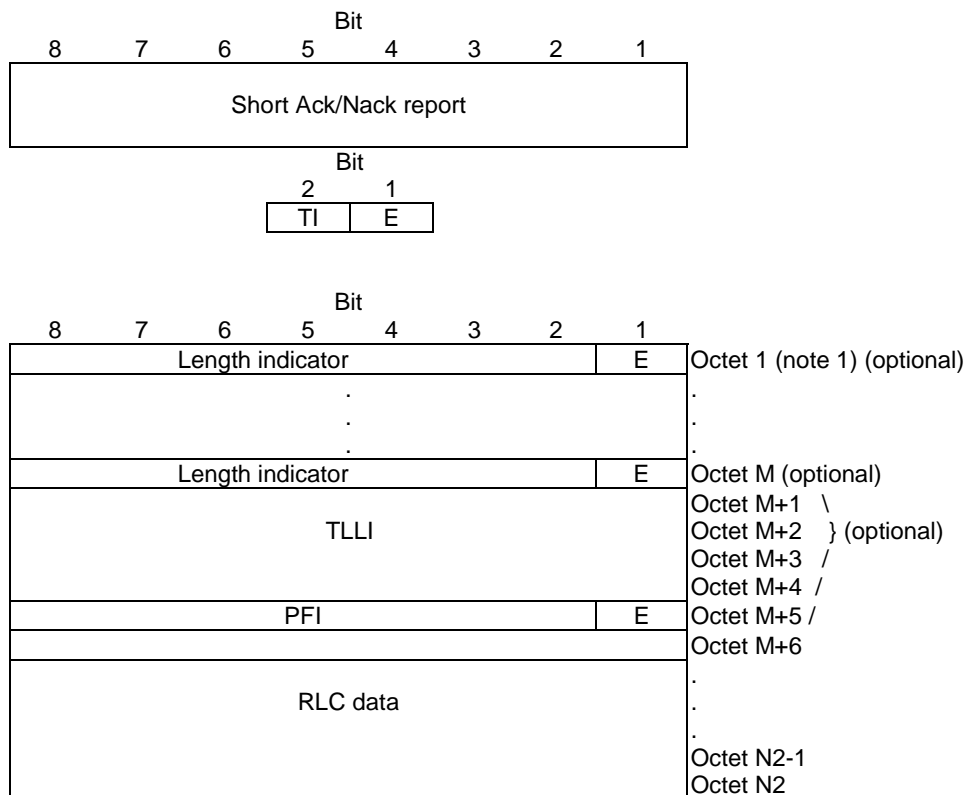 Bit
8 7 6 5 4 3 2 1
Short Ack/Nack report
Bit
2 1
TI E
Bit
8 7 6 5 4 3 2 1
Length indicator E Octet 1 (note 1) (optional)
. .
. .
. .
Length indicator E Octet M (optional)
Octet M+1 \
TLLI Octet M+2 } (optional)
Octet M+3 /
Octet M+4 /
PFI E Octet M+5 /
Octet M+6
.
RLC data .
.
Octet N2-1
Octet N2